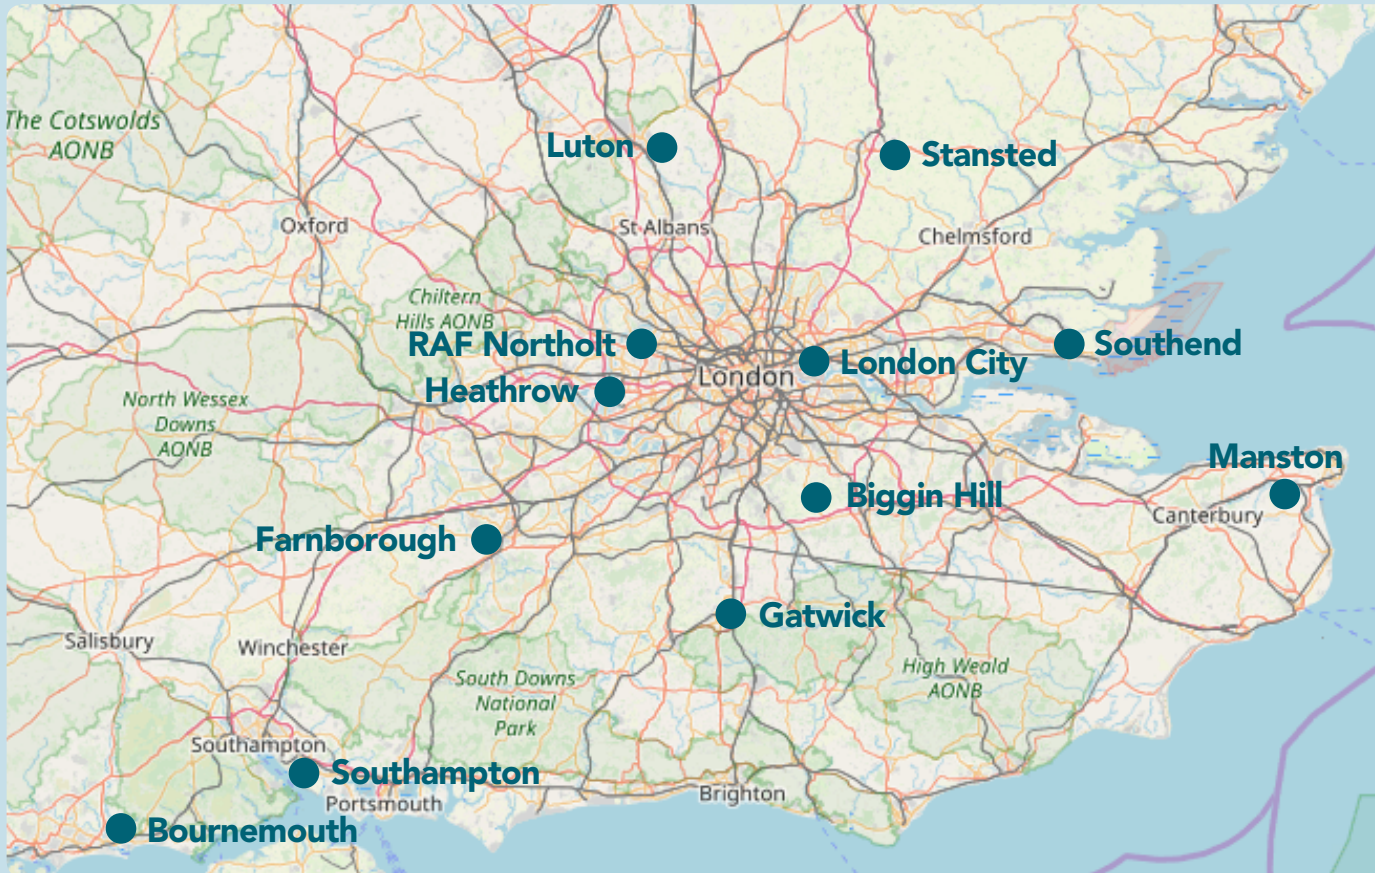 The Cotswolds
AONB
Luton
Stansted
Oxford
St Albans
Chelmsford
Chiltern
Hills AONB
RAF Northolt
Southend
London City
London
Heathrow
North Wessex
Downs
AONB
Manston
Biggin Hill
Canterbury
Farnborough
Gatwick
Salisbury
Winchester
High Weald
AONB
South Downs
National
Park
Southampton
Southampton
Portsmouth
Brighton
Bournemouth